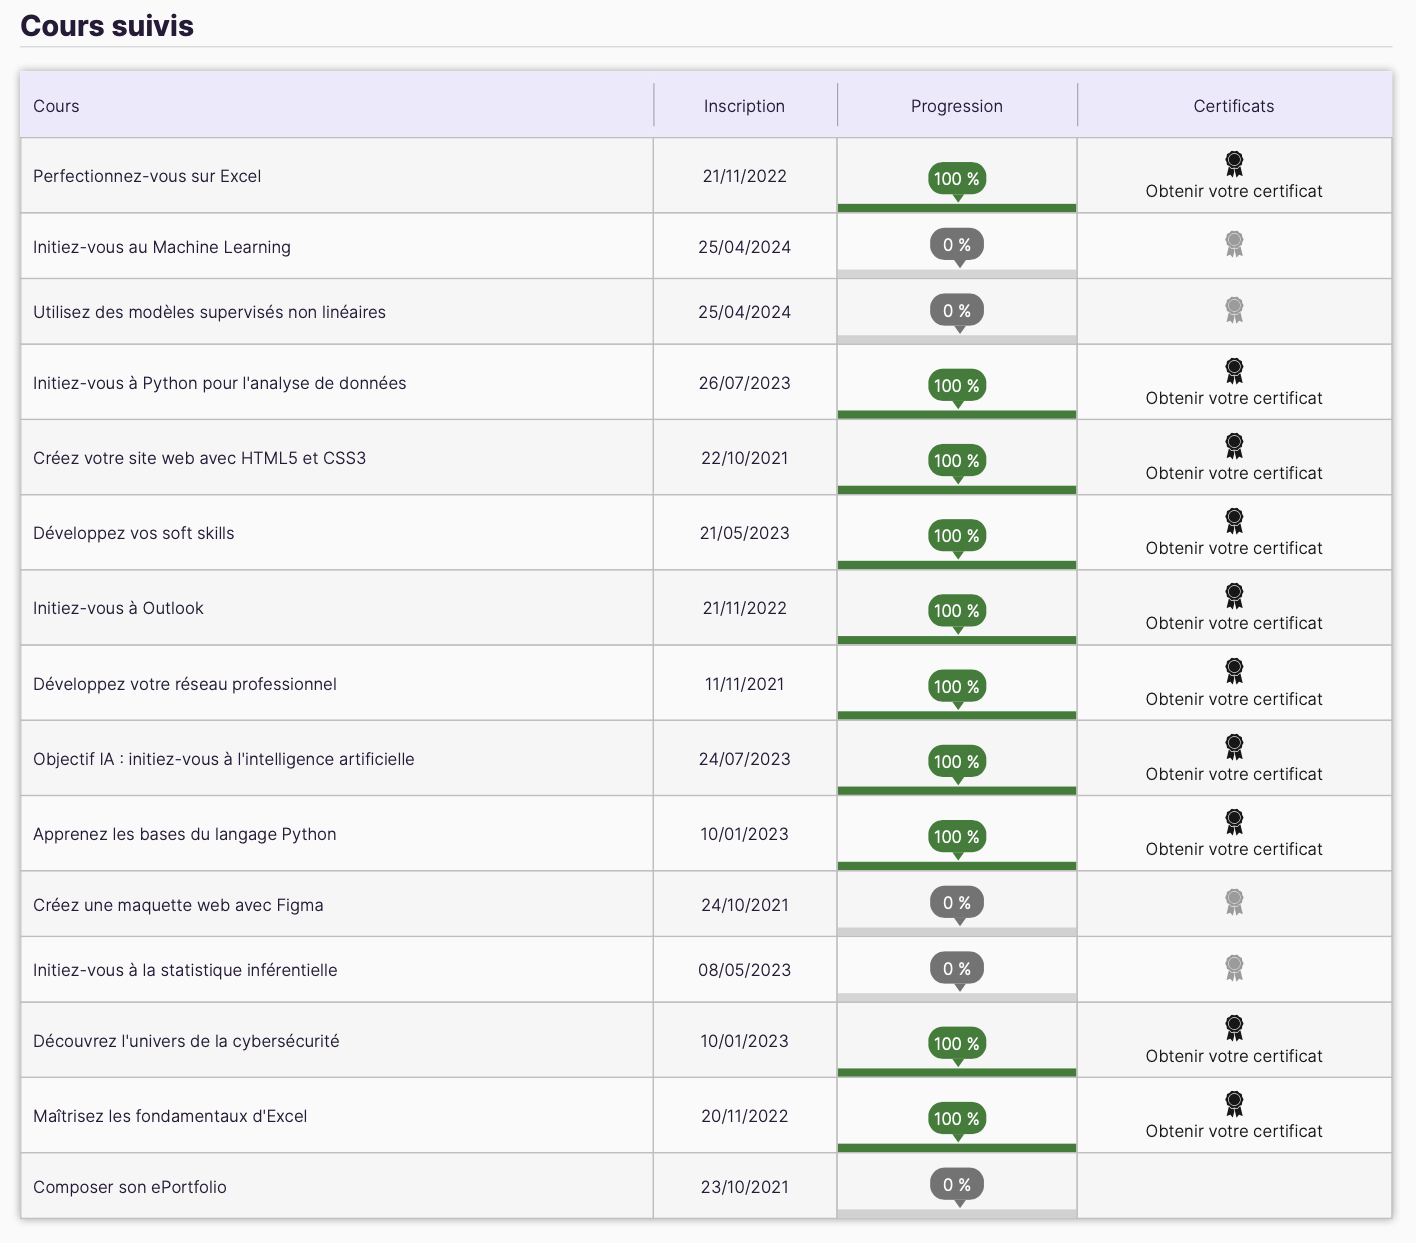 Cours suivis
Cours Inscription Progression Certificats
Perfectionnez-vous sur Excel 21/11/2022 100 % Obtenir votre certificat
Initiez-vous au Machine Learning 25/04/2024 0 %
Utilisez des modèles supervisés non linéaires 25/04/2024 0 %
Initiez-vous à Python pour l'analyse de données 26/07/2023 100 % Obtenir votre certificat
Créez votre site web avec HTML5 et CSS3 22/10/2021 100 % Obtenir votre certificat
Développez vos soft skills 21/05/2023 100 % Obtenir votre certificat
Initiez-vous à Outlook 21/11/2022 100 % Obtenir votre certificat
Développez votre réseau professionnel 11/11/2021 100 % Obtenir votre certificat
Objectif IA : initiez-vous à l'intelligence artificielle 24/07/2023 100 % Obtenir votre certificat
Apprenez les bases du langage Python 10/01/2023 100 % Obtenir votre certificat
Créez une maquette web avec Figma 24/10/2021 0 %
Initiez-vous à la statistique inférentielle 08/05/2023 0 %
Découvrez l'univers de la cybersécurité 10/01/2023 100 % Obtenir votre certificat
Maîtrisez les fondamentaux d'Excel 20/11/2022 100 % Obtenir votre certificat
Composer son ePortfolio 23/10/2021 0 %